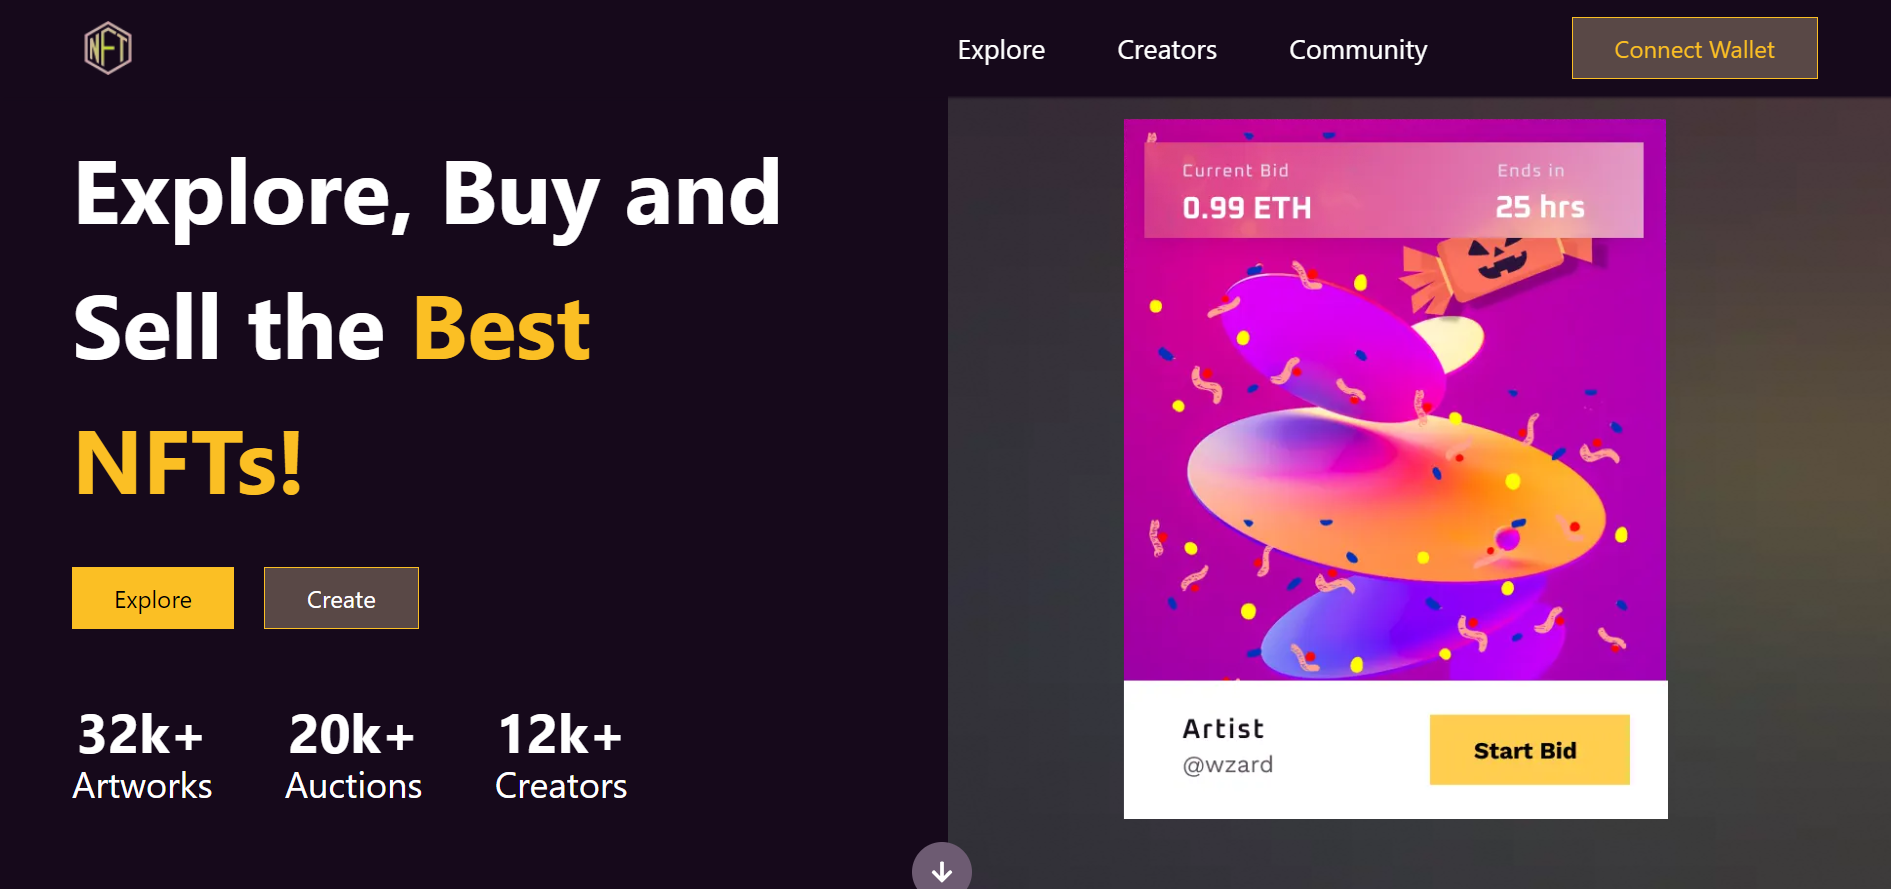 NFT
Explore
Creators
Community
Connect Wallet
Explore, Buy and
Sell the Best
NFTs!
Explore
Create
32k+
Artworks
20k+
Auctions
12k+
Creators
Current Bid
0.99 ETH
Ends in
25 hrs
Artist
@wzard
Start Bid